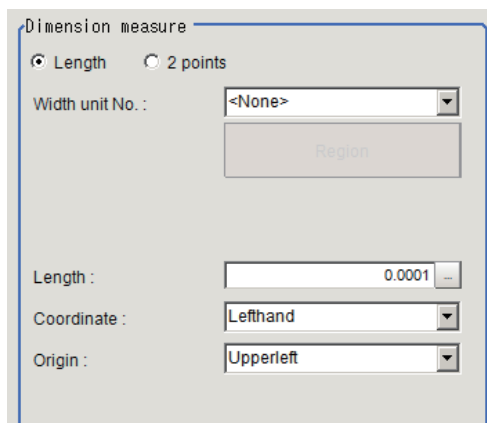 Dimension measure
Length 2 points
Width unit No. : <None>
Region
Length : 0.0001 ...
Coordinate : Lefthand
Origin : Upperleft